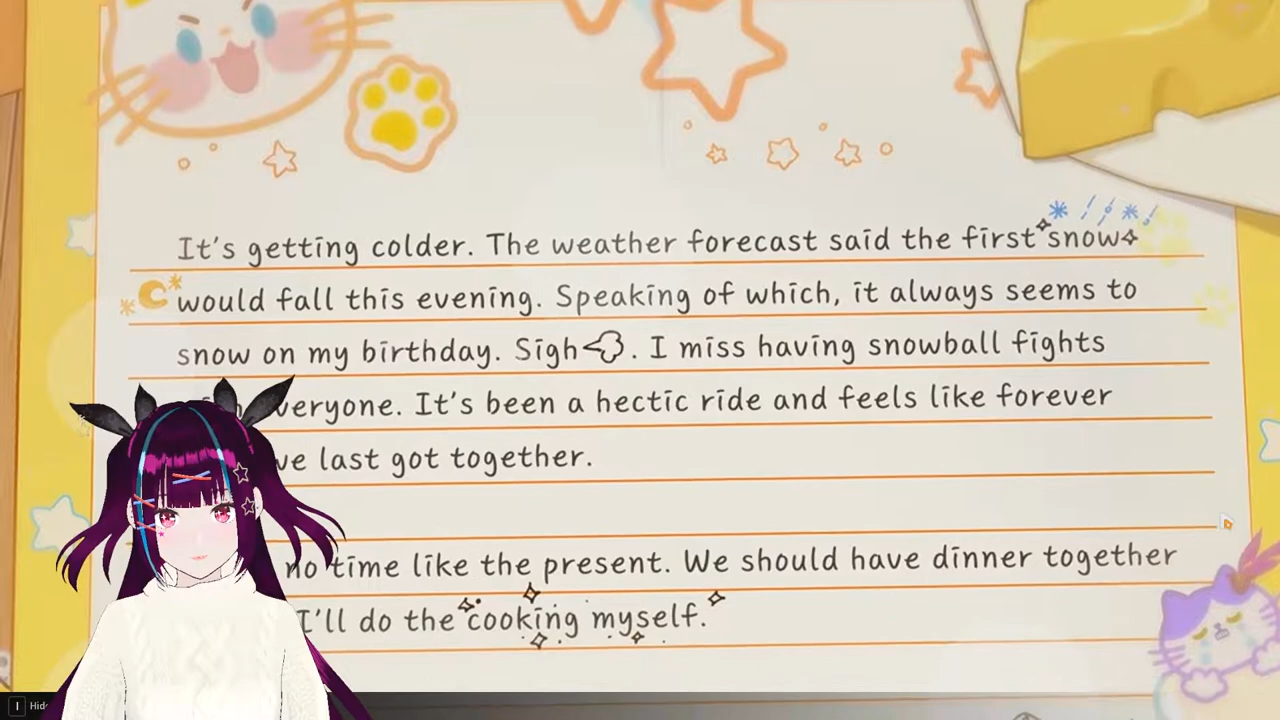 It's getting colder. The weather forecast said the first snow
would fall this evening. Speaking of which, it always seems to
snow on my birthday. Sigh. I miss having snowball fights
everyone. It's been a hectic ride and feels like forever
last got together.
no time like the present. We should have dinner together
I'll do the cooking myself.
I